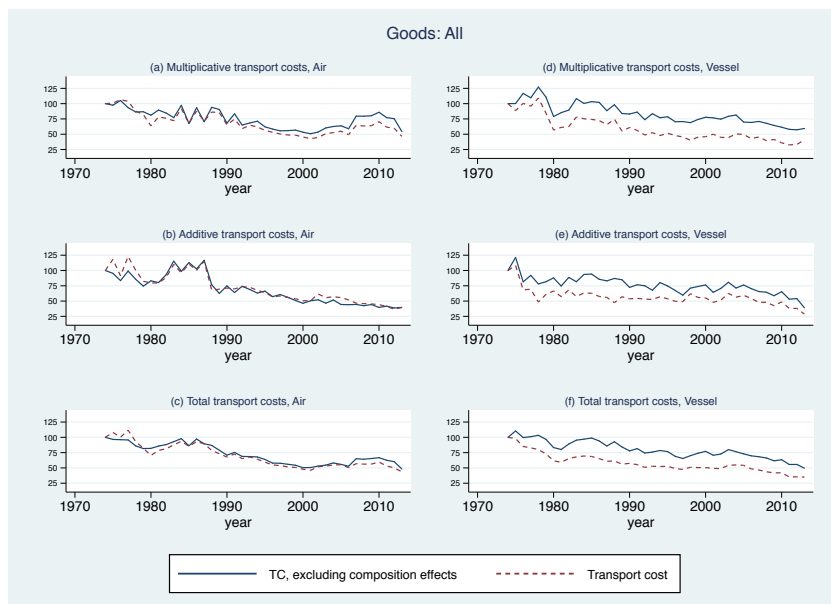 Goods: All
(a) Multiplicative transport costs, Air
125
100
75
50
25
1970 1980 1990 2000 2010
year
(d) Multiplicative transport costs, Vessel
125
100
75
50
25
1970 1980 1990 2000 2010
year
(b) Additive transport costs, Air
125
100
75
50
25
1970 1980 1990 2000 2010
year
(e) Additive transport costs, Vessel
125
100
75
50
25
1970 1980 1990 2000 2010
year
(c) Total transport costs, Air
125
100
75
50
25
1970 1980 1990 2000 2010
year
(f) Total transport costs, Vessel
125
100
75
50
25
1970 1980 1990 2000 2010
year
TC, excluding composition effects Transport cost